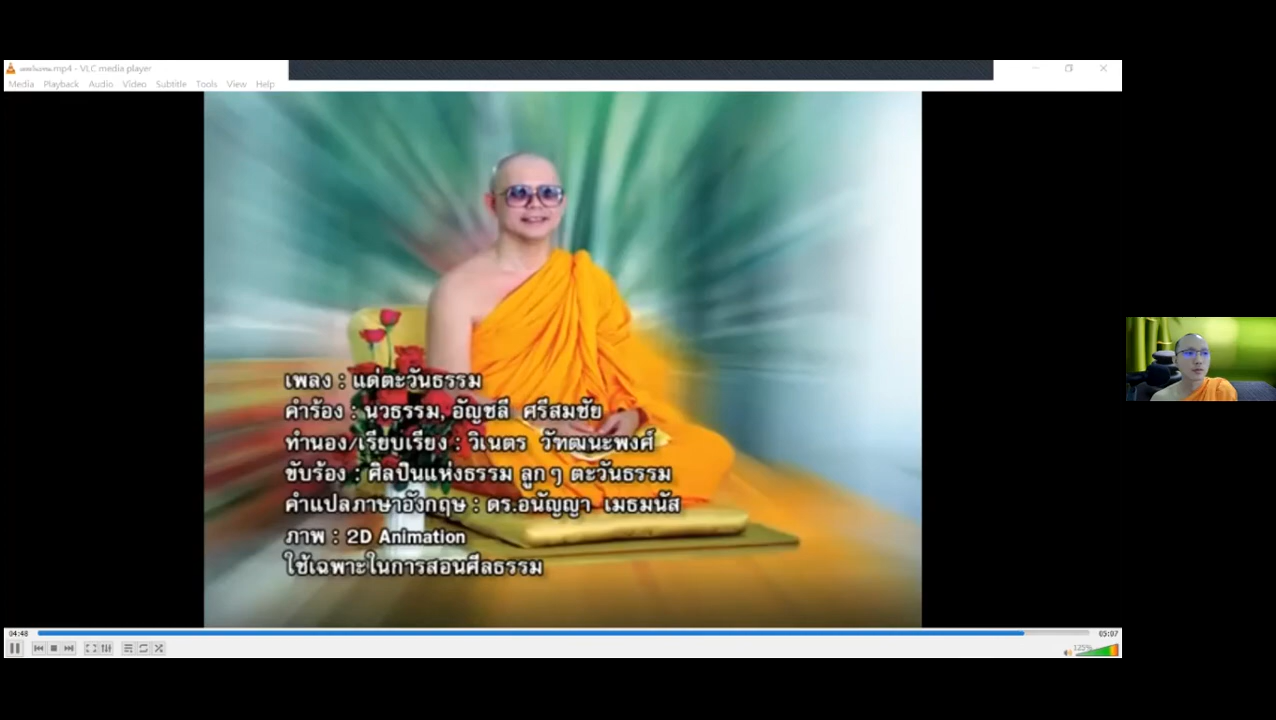 .mp4 - VLC media player
Media Playback Audio Video Subtitle Tools View Help
เพลง : แด่ตะวันธรรม
คำร้อง : นวธรรม, อัญชลี ศรีสมชัย
ทำนอง/เรียบเรียง : วิเนตร วัฑฒนะพงศ์
ขับร้อง : ศิลปินแห่งธรรม ลูกๆ ตะวันธรรม
คำแปลภาษาอังกฤษ : ดร.อนัญญา เมธมนัส
ภาพ : 2D Animation
ใช้เฉพาะในการสอนศีลธรรม
04:48 05:07
125%